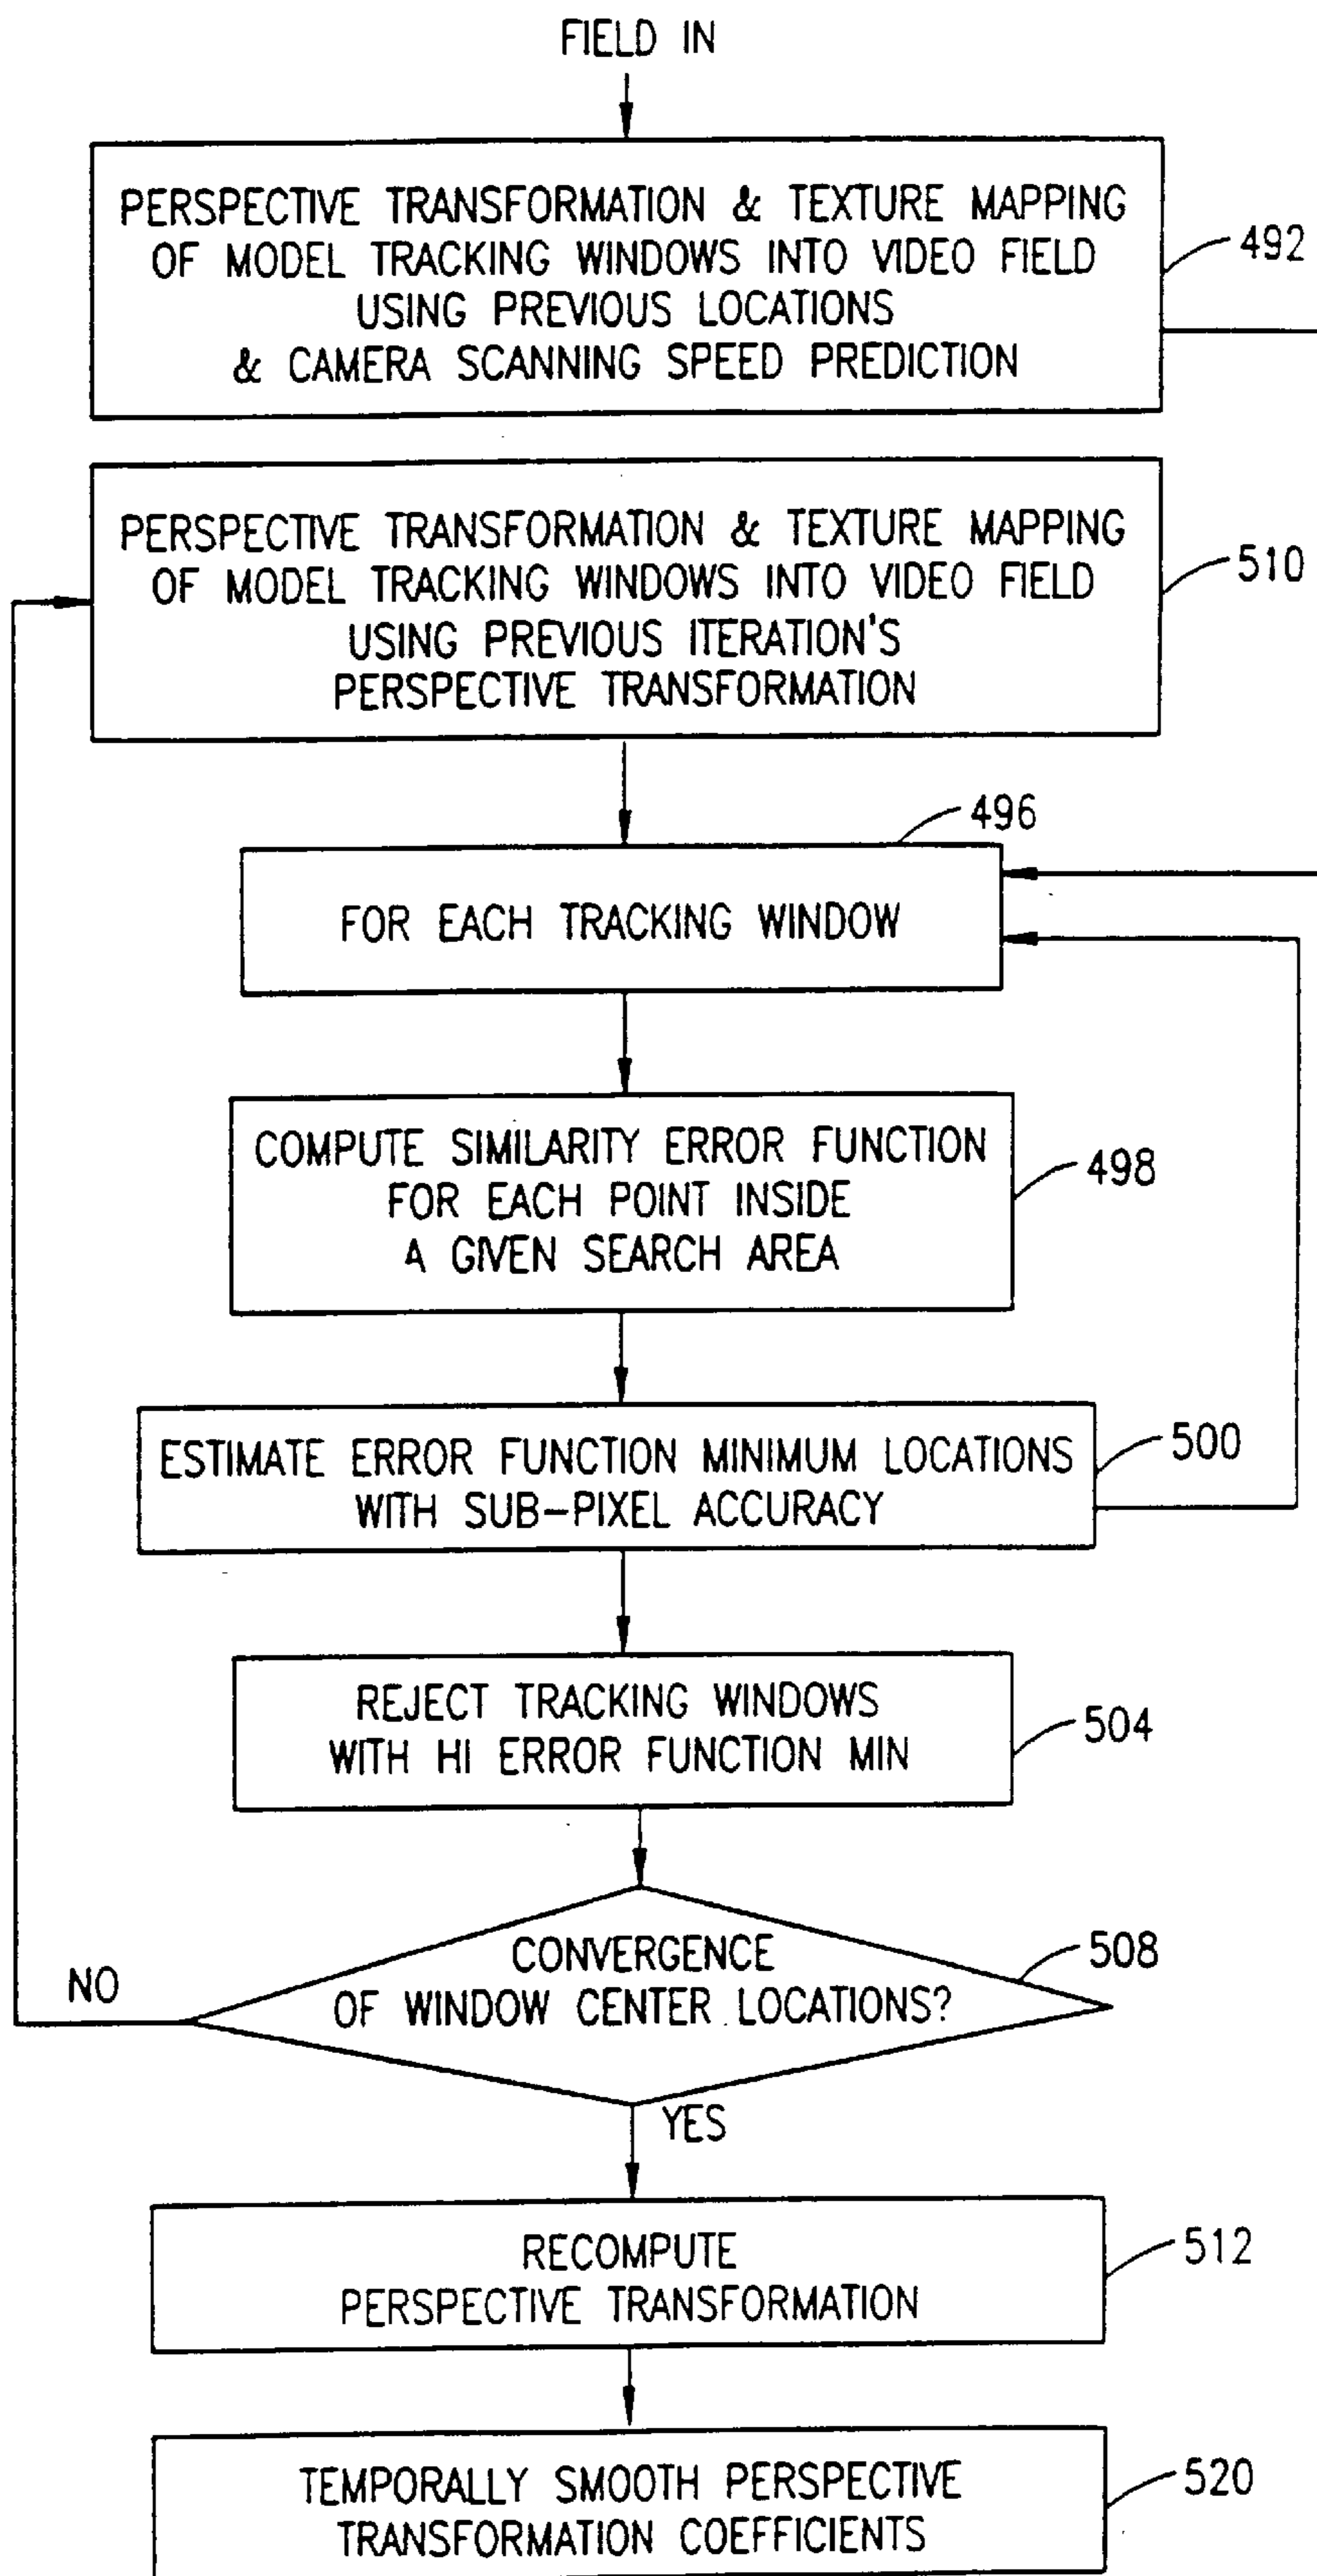 FIELD IN
PERSPECTIVE TRANSFORMATION & TEXTURE MAPPING
OF MODEL TRACKING WINDOWS INTO VIDEO FIELD
USING PREVIOUS LOCATIONS
& CAMERA SCANNING SPEED PREDICTION
492
PERSPECTIVE TRANSFORMATION & TEXTURE MAPPING
OF MODEL TRACKING WINDOWS INTO VIDEO FIELD
USING PREVIOUS ITERATION'S
PERSPECTIVE TRANSFORMATION
510
496
FOR EACH TRACKING WINDOW
COMPUTE SIMILARITY ERROR FUNCTION
FOR EACH POINT INSIDE
A GIVEN SEARCH AREA
498
ESTIMATE ERROR FUNCTION MINIMUM LOCATIONS
WITH SUB-PIXEL ACCURACY
500
REJECT TRACKING WINDOWS
WITH HI ERROR FUNCTION MIN
504
CONVERGENCE
OF WINDOW CENTER LOCATIONS?
508
NO
YES
RECOMPUTE
PERSPECTIVE TRANSFORMATION
512
TEMPORALLY SMOOTH PERSPECTIVE
TRANSFORMATION COEFFICIENTS
520